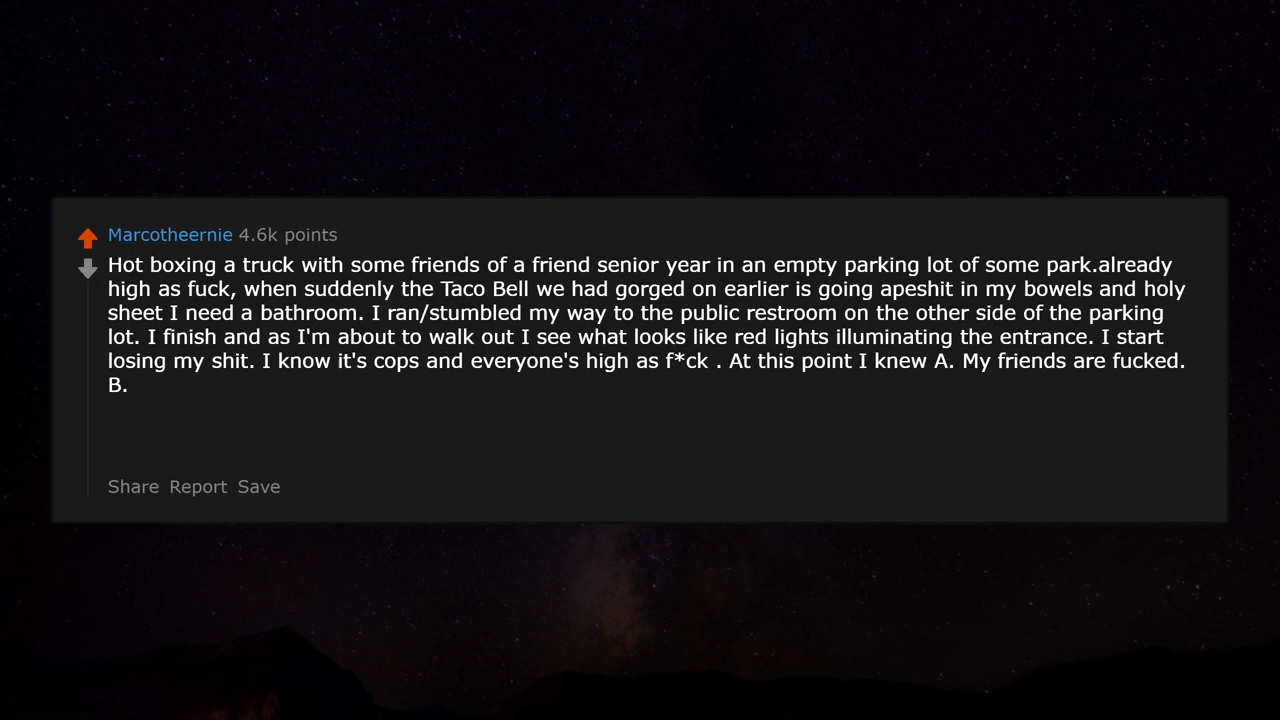 Marcotheernie 4.6k points
Hot boxing a truck with some friends of a friend senior year in an empty parking lot of some park.already
high as fuck, when suddenly the Taco Bell we had gorged on earlier is going apeshit in my bowels and holy
sheet I need a bathroom. I ran/stumbled my way to the public restroom on the other side of the parking
lot. I finish and as I'm about to walk out I see what looks like red lights illuminating the entrance. I start
losing my shit. I know it's cops and everyone's high as f*ck . At this point I knew A. My friends are fucked.
B.
Share Report Save